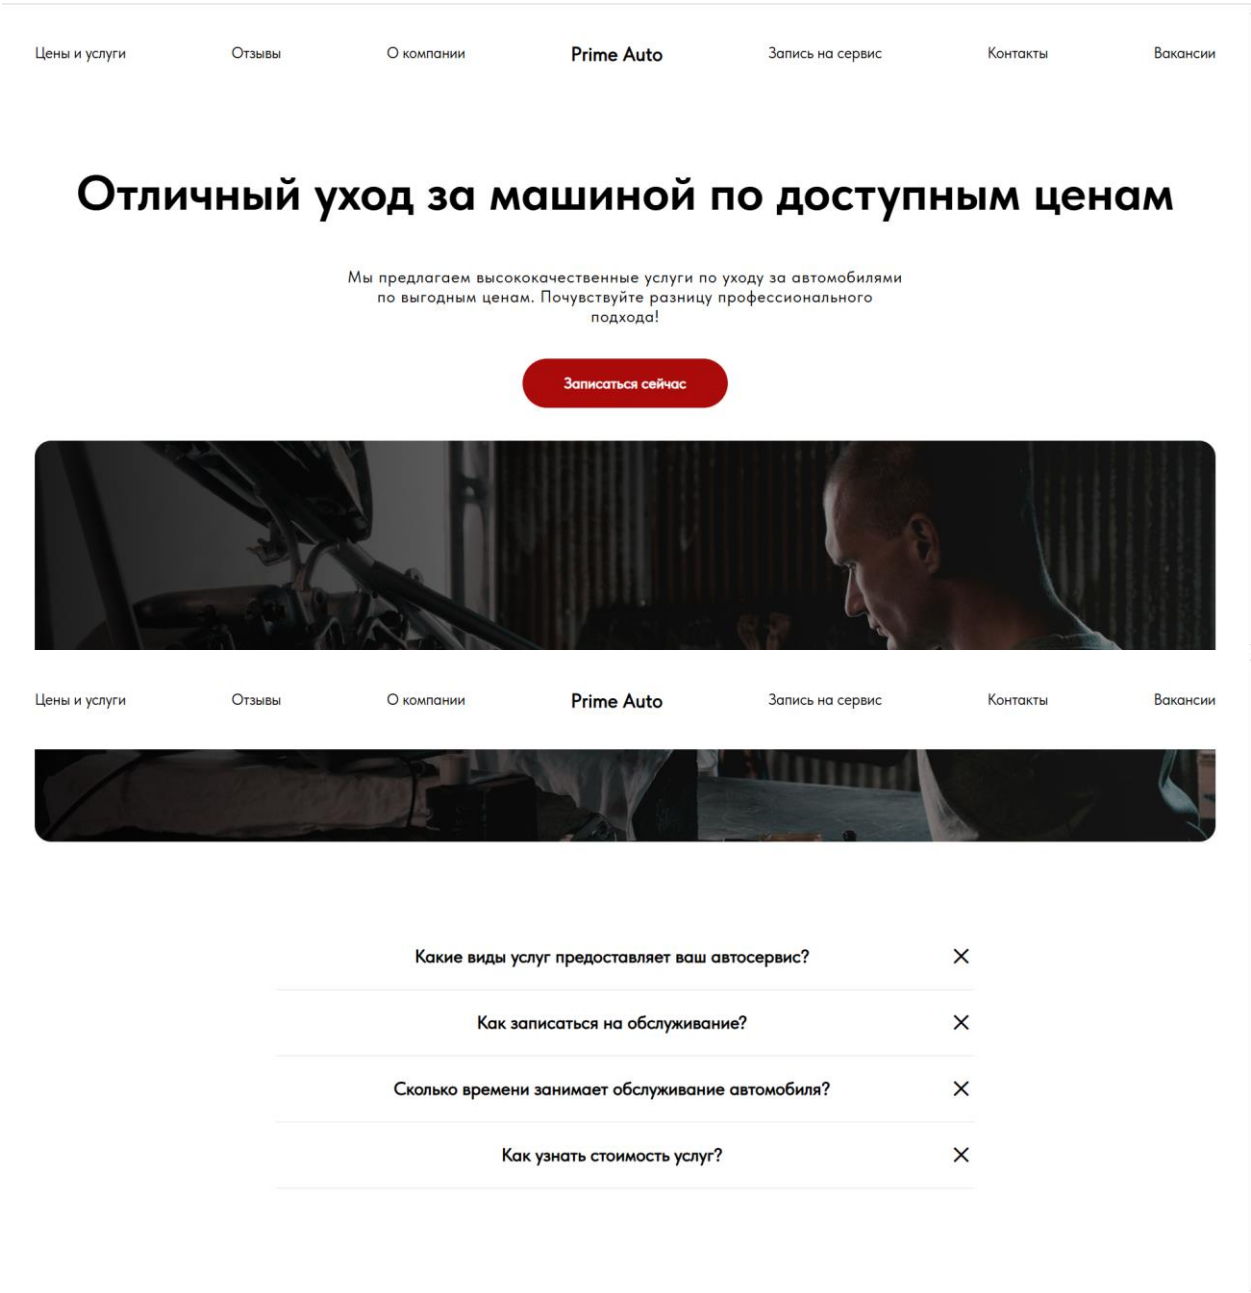 Цены и услуги Отзывы О компании Prime Auto Запись на сервис Контакты Вакансии
Отличный уход за машиной по доступным ценам
Мы предлагаем высококачественные услуги по уходу за автомобилями
по выгодным ценам. Почувствуйте разницу профессионального
подхода!
Записаться сейчас
Цены и услуги Отзывы О компании Prime Auto Запись на сервис Контакты Вакансии
Какие виды услуг предоставляет ваш автосервис?
Как записаться на обслуживание?
Сколько времени занимает обслуживание автомобиля?
Как узнать стоимость услуг?